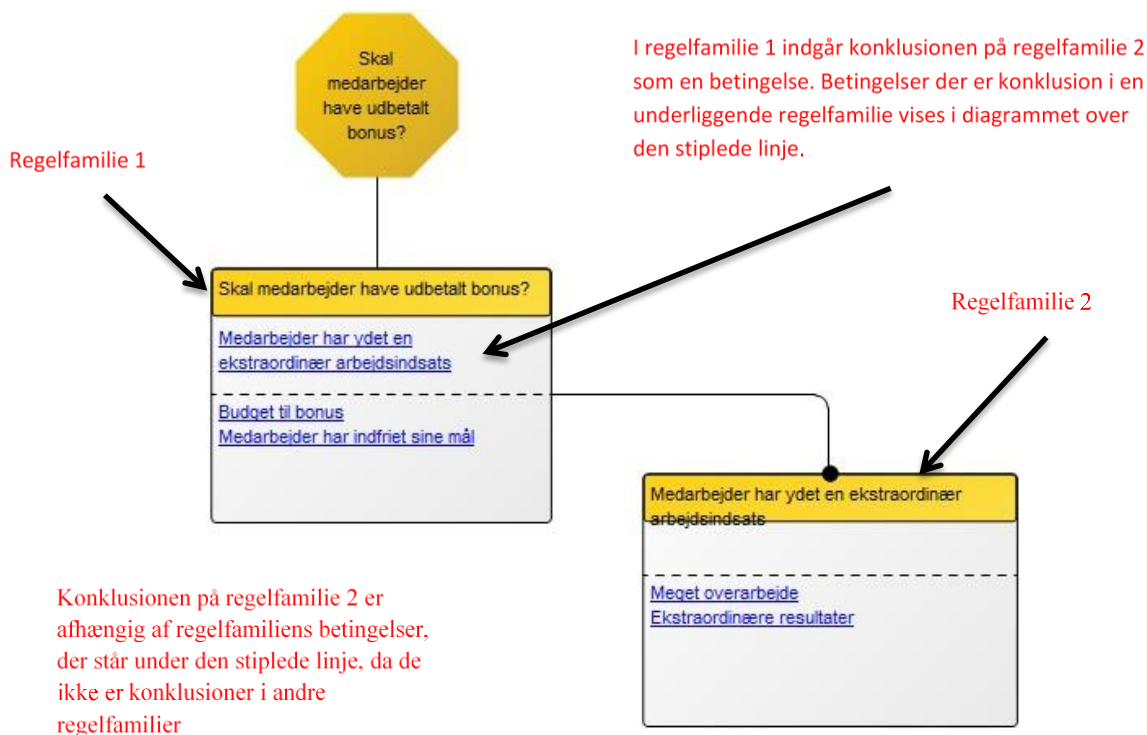 Skal
medarbejder
have udbetalt
bonus?
I regelfamilie 1 indgår konklusionen på regelfamilie 2
som en betingelse. Betingelser der er konklusion i en
underliggende regelfamilie vises i diagrammet over
den stiplede linje.
Regelfamilie 1
Skal medarbejder have udbetalt bonus?
Medarbejder har ydet en
ekstraordinær arbejdsindsats
Budget til bonus
Medarbejder har indfriet sine mål
Regelfamilie 2
Medarbejder har ydet en ekstraordinær
arbejdsindsats
Meget overarbejde
Ekstraordinære resultater
Konklusionen på regelfamilie 2 er
afhængig af regelfamiliens betingelser,
der står under den stiplede linje, da de
ikke er konklusioner i andre
regelfamilier